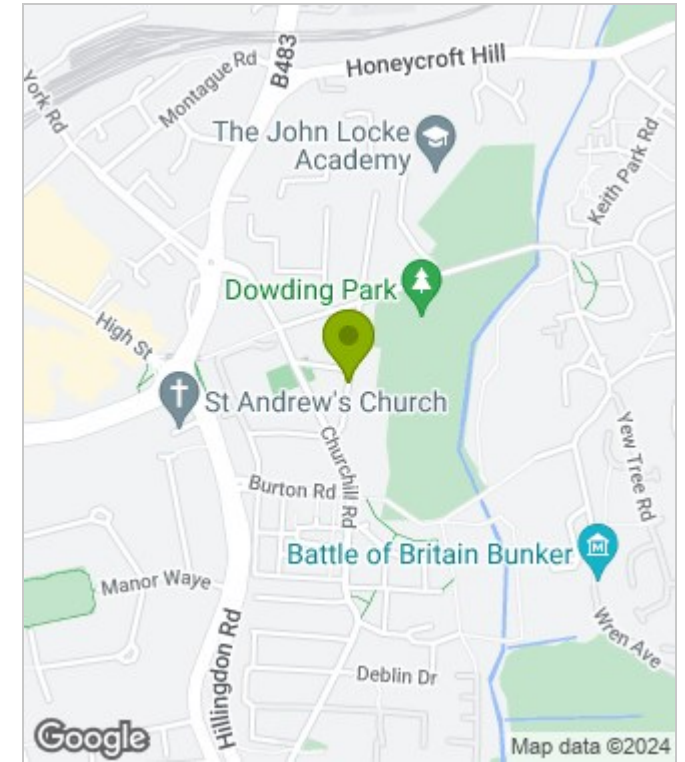 York Rd
Montague Rd
B483
Honeycroft Hill
The John Locke
Academy
Keith Park Rd
Dowding Park
High St
St Andrew's Church
Churchill Rd
Burton Rd
Yew Tree Rd
Battle of Britain Bunker
Manor Waye
Hillingdon Rd
Wren Ave
Deblin Dr
Google
Map data ©2024